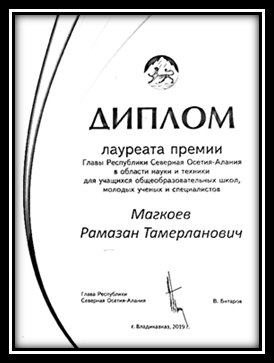 ДИПЛОМ
лауреата премии
Главы Республики Северная Осетия-Алания
в области науки и техники
для учащихся общеобразовательных школ,
молодых ученых и специалистов
Магкоев
Рамазан Тамерланович
Глава Республики
Северная Осетия-Алания
В. Битаров
г. Владикавказ, 2019 г.